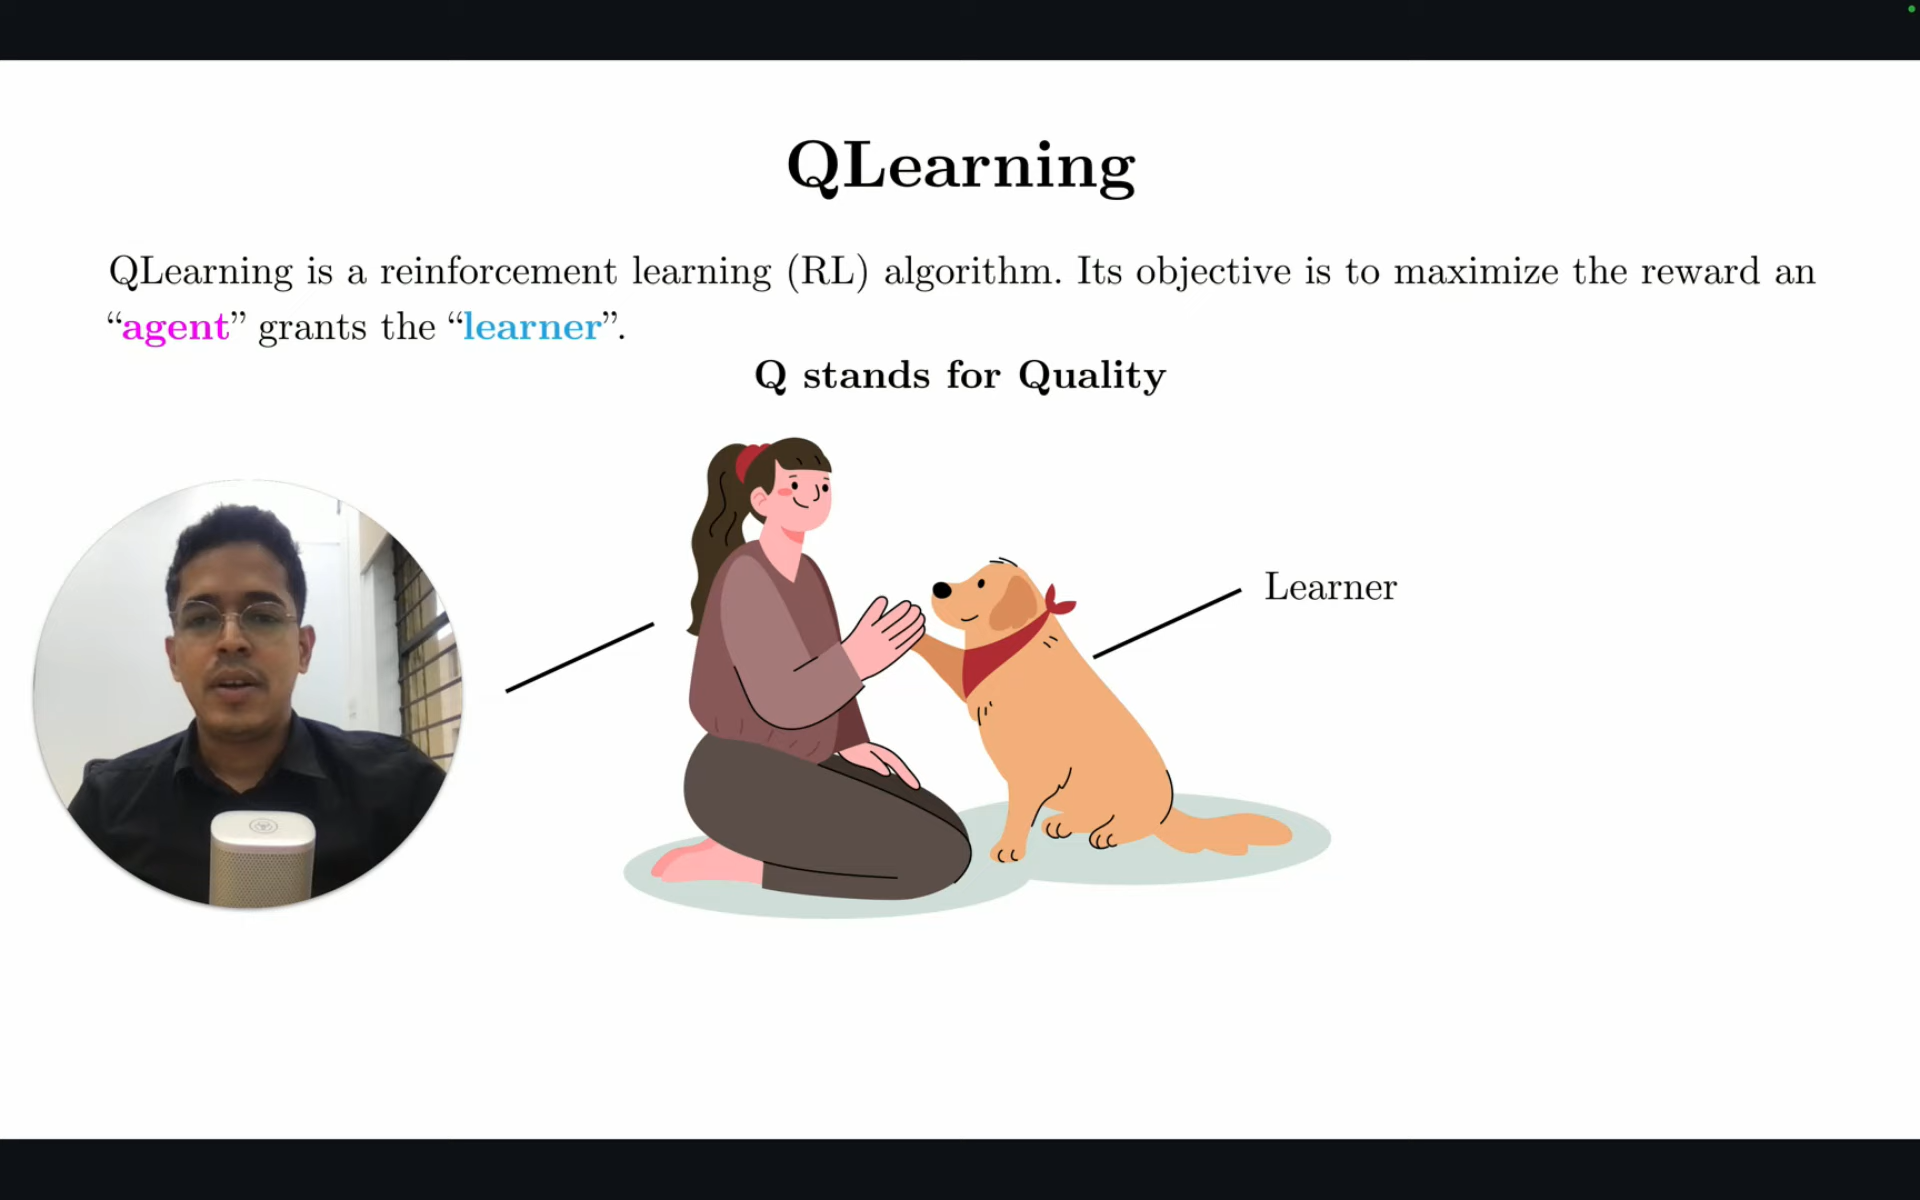 QLearning
QLearning is a reinforcement learning (RL) algorithm. Its objective is to maximize the reward an
“agent” grants the “learner”.
Q stands for Quality
Learner